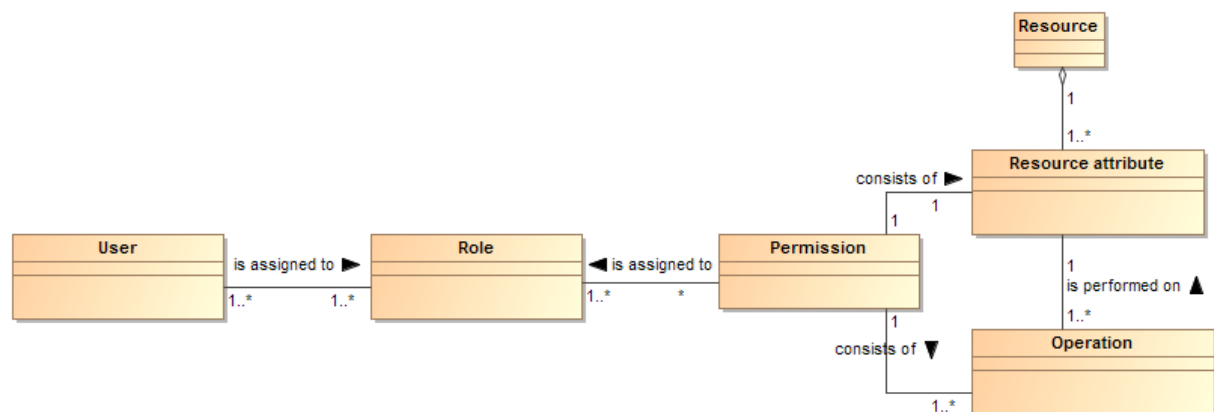 Resource
1
1..*
Resource attribute
consists of
1
1
User
is assigned to
1..*
1..*
Role
is assigned to
1..*
*
Permission
1
is performed on
1..*
1
consists of
1..*
Operation